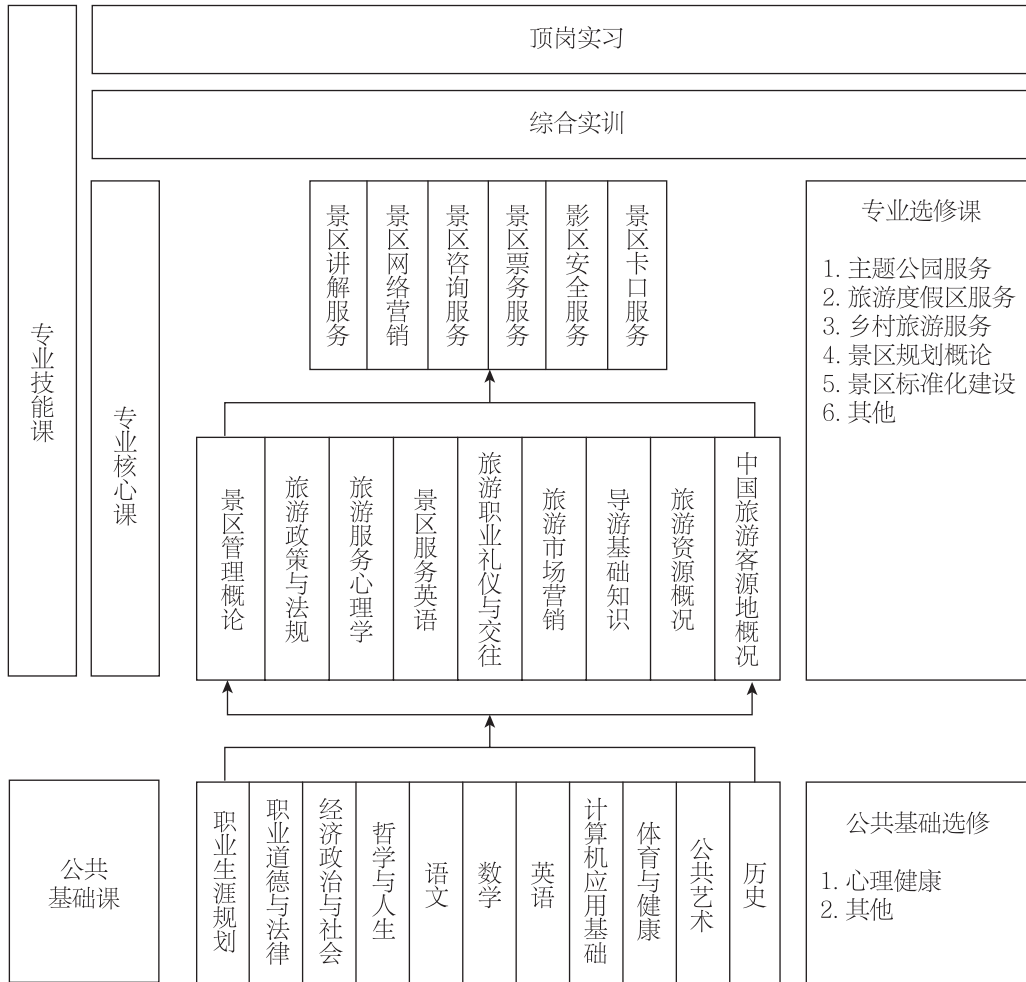 顶岗实习
综合实训
专业技能课
专业核心课
景区讲解服务
景区网络营销
景区咨询服务
景区票务服务
影区安全服务
景区卡口服务
专业选修课
1. 主题公园服务
2. 旅游度假区服务
3. 乡村旅游服务
4. 景区规划概论
5. 景区标准化建设
6. 其他
景区管理概论
旅游政策与法规
旅游服务心理学
景区服务英语
旅游职业礼仪与交往
旅游市场营销
导游基础知识
旅游资源概况
中国旅游客源地概况
公共
基础课
职业生涯规划
职业道德与法律
经济政治与社会
哲学与人生
语文
数学
英语
计算机应用基础
体育与健康
公共艺术
历史
公共基础选修
1. 心理健康
2. 其他